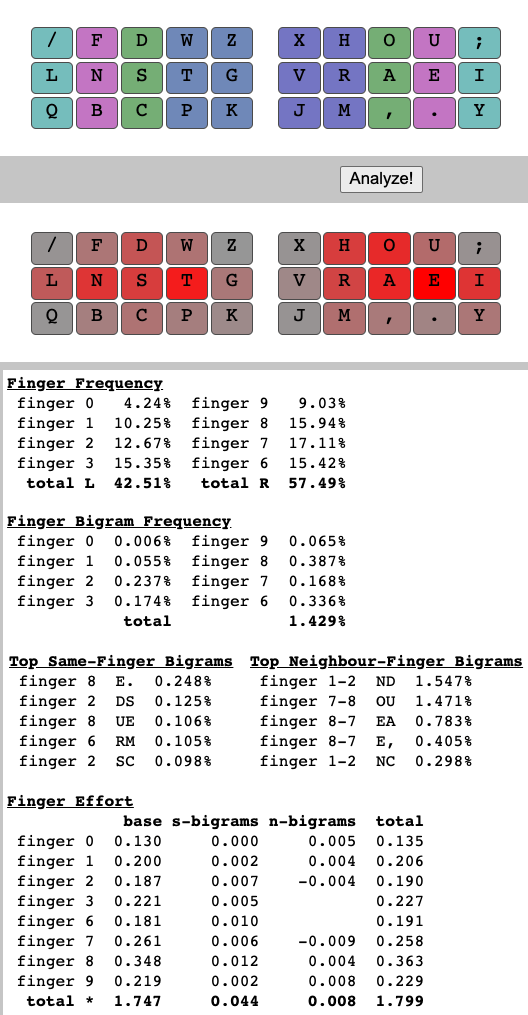 / F D W Z X H O U ;
L N S T G V R A E I
Q B C P K J M , . Y
Analyze!
/ F D W Z X H O U ;
L N S T G V R A E I
Q B C P K J M , . Y
Finger Frequency
finger 0 4.24% finger 9 9.03%
finger 1 10.25% finger 8 15.94%
finger 2 12.67% finger 7 17.11%
finger 3 15.35% finger 6 15.42%
total L 42.51% total R 57.49%
Finger Bigram Frequency
finger 0 0.006% finger 9 0.065%
finger 1 0.055% finger 8 0.387%
finger 2 0.237% finger 7 0.168%
finger 3 0.174% finger 6 0.336%
total 1.429%
Top Same-Finger Bigrams Top Neighbour-Finger Bigrams
finger 8 E. 0.248% finger 1-2 ND 1.547%
finger 2 DS 0.125% finger 7-8 OU 1.471%
finger 8 UE 0.106% finger 8-7 EA 0.783%
finger 6 RM 0.105% finger 8-7 E, 0.405%
finger 2 SC 0.098% finger 1-2 NC 0.298%
Finger Effort
base s-bigrams n-bigrams total
finger 0 0.130 0.000 0.005 0.135
finger 1 0.200 0.002 0.004 0.206
finger 2 0.187 0.007 -0.004 0.190
finger 3 0.221 0.005 0.227
finger 6 0.181 0.010 0.191
finger 7 0.261 0.006 -0.009 0.258
finger 8 0.348 0.012 0.004 0.363
finger 9 0.219 0.002 0.008 0.229
total * 1.747 0.044 0.008 1.799